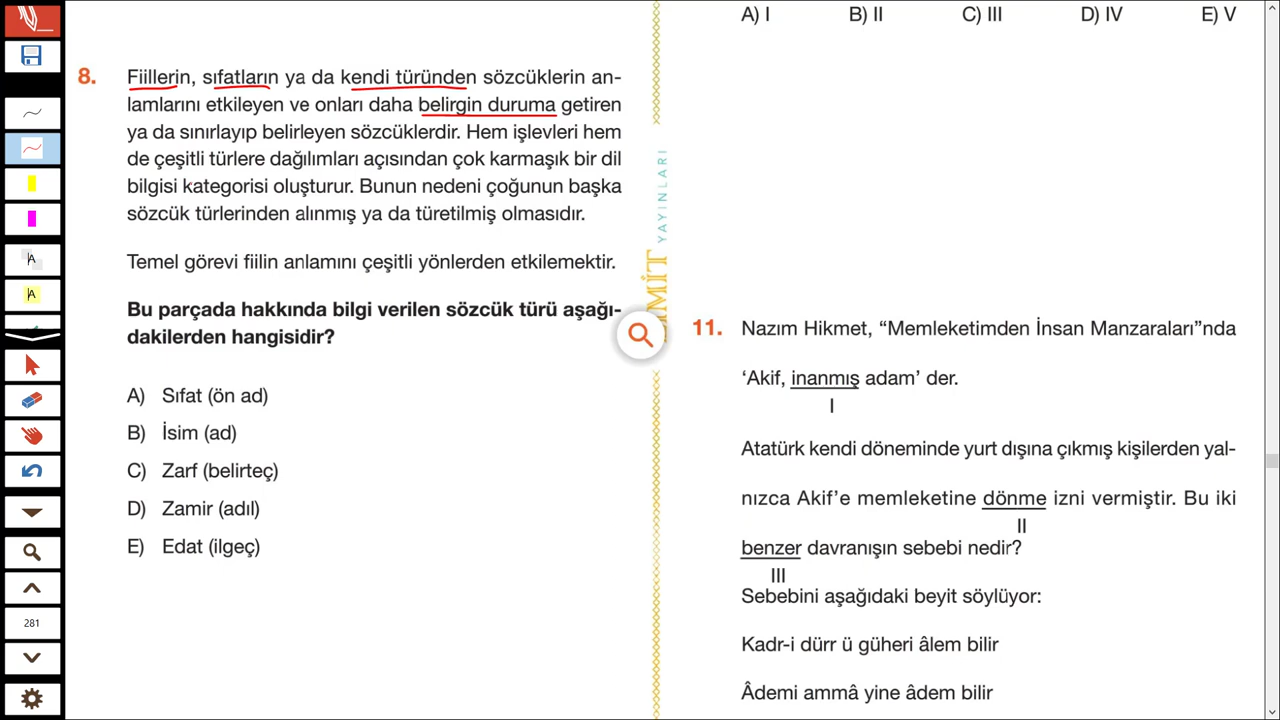 8. Fiillerin, sıfatların ya da kendi türünden sözcüklerin an-
lamlarını etkileyen ve onları daha belirgin duruma getiren
ya da sınırlayıp belirleyen sözcüklerdir. Hem işlevleri hem
de çeşitli türlere dağılımları açısından çok karmaşık bir dil
bilgisi kategorisi oluşturur. Bunun nedeni çoğunun başka
sözcük türlerinden alınmış ya da türetilmiş olmasıdır.
Temel görevi fiilin anlamını çeşitli yönlerden etkilemektir.
Bu parçada hakkında bilgi verilen sözcük türü aşağı-
dakilerden hangisidir?
A) Sıfat (ön ad)
B) İsim (ad)
C) Zarf (belirteç)
D) Zamir (adıl)
E) Edat (ilgeç)
YAYINLARI
A) I B) II C) III D) IV E) V
11. Nazım Hikmet, “Memleketimden İnsan Manzaraları”nda
‘Akif, inanmış adam’ der.
I
Atatürk kendi döneminde yurt dışına çıkmış kişilerden yal-
nızca Akif’e memleketine dönme izni vermiştir. Bu iki
II
benzer davranışın sebebi nedir?
III
Sebebini aşağıdaki beyit söylüyor:
Kadr-i dürr ü güheri âlem bilir
Âdemi ammâ yine âdem bilir
A
A
281